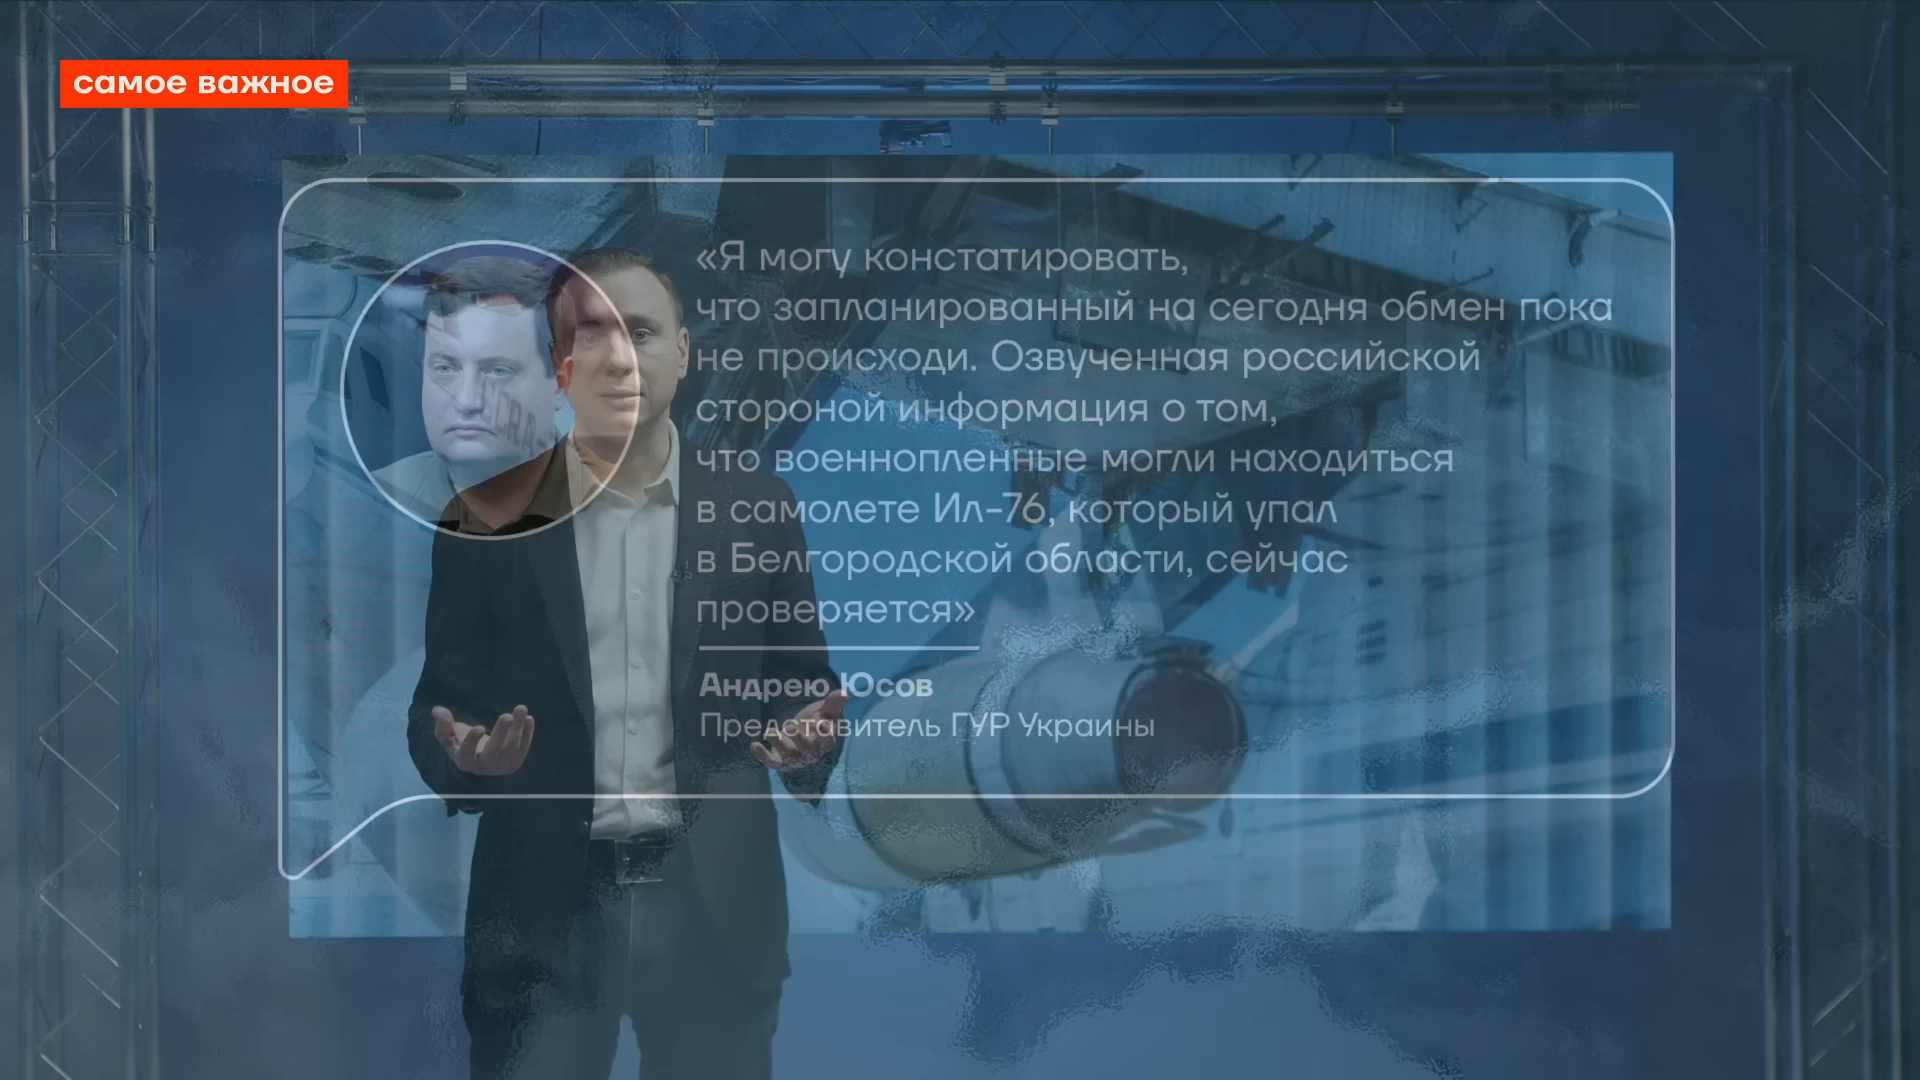 самое важное
«Я могу констатировать,
что запланированный на сегодня обмен пока
не происходи. Озвученная российской
стороной информация о том,
что военнопленные могли находиться
в самолете Ил-76, который упал
в Белгородской области, сейчас
проверяется»
Андрею Юсов
Представитель ГУР Украины